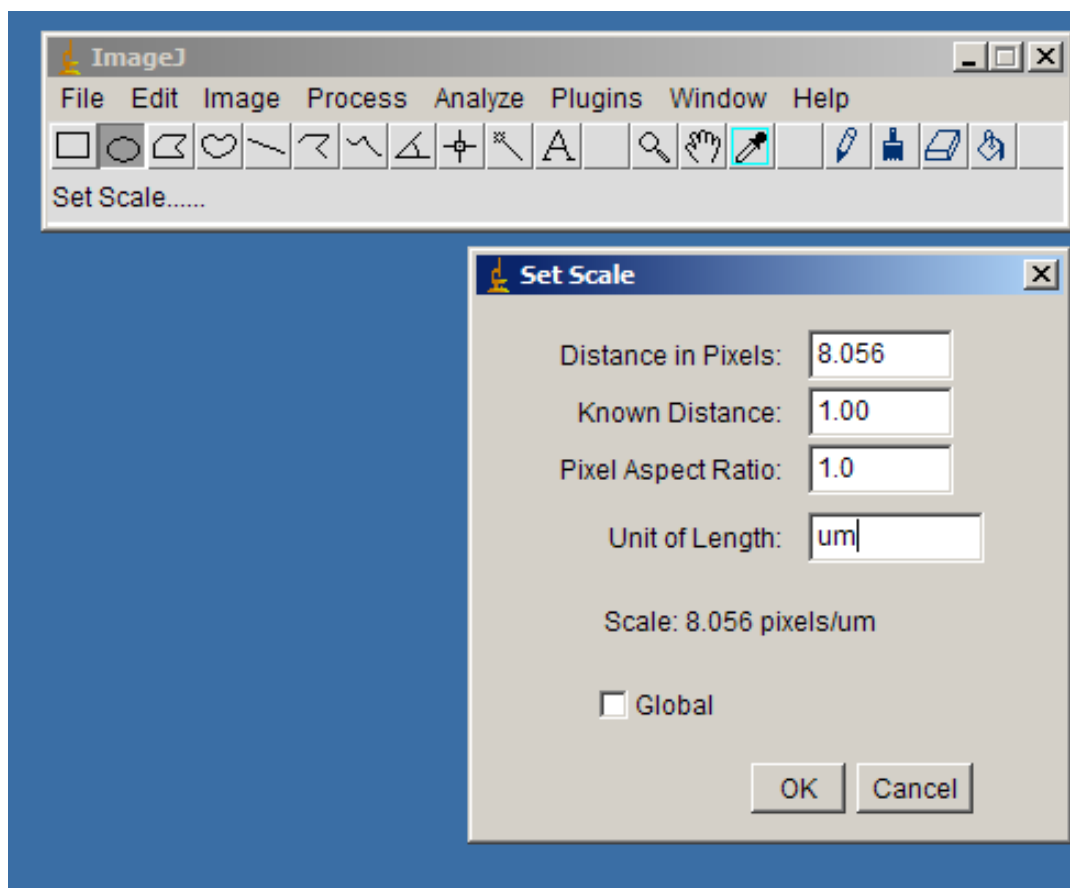 ImageJ
File Edit Image Process Analyze Plugins Window Help
A
Set Scale......
Set Scale
Distance in Pixels: 8.056
Known Distance: 1.00
Pixel Aspect Ratio: 1.0
Unit of Length: um
Scale: 8.056 pixels/um
Global
OK Cancel